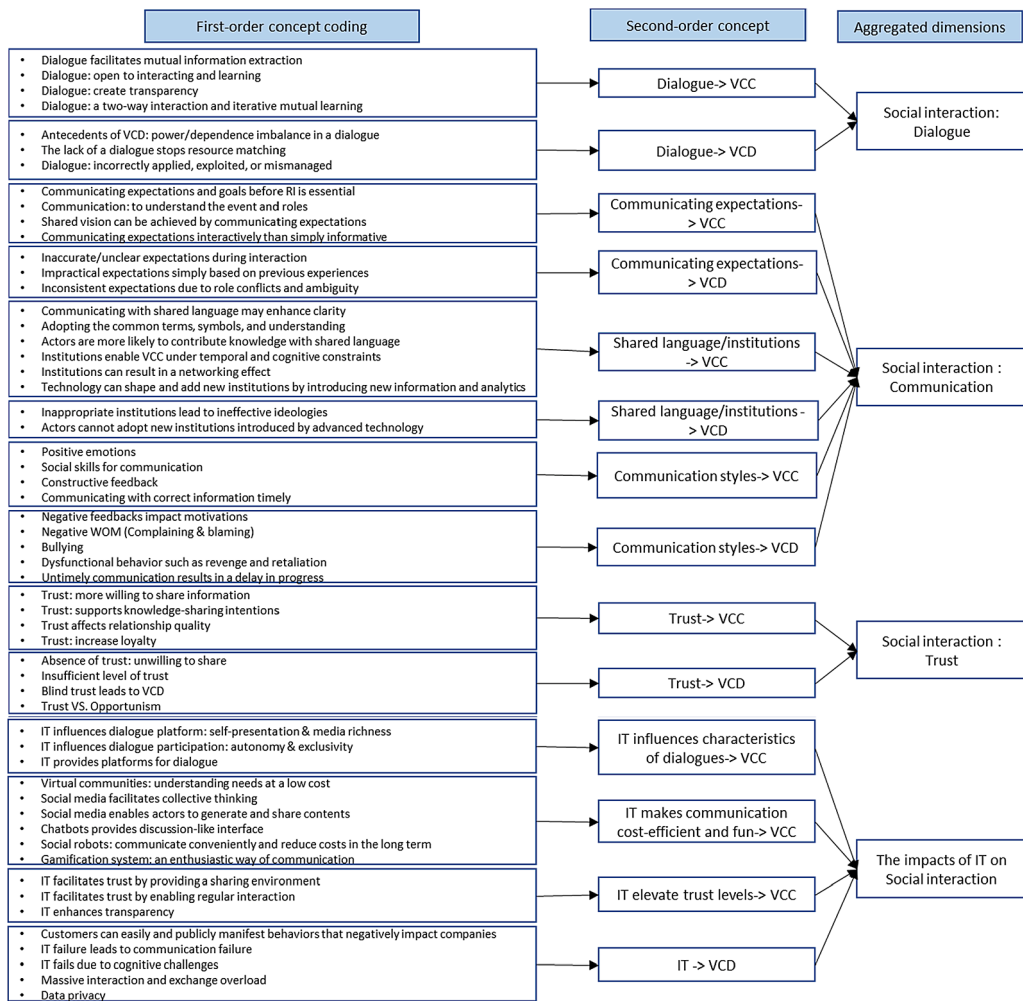 First-order concept coding
Second-order concept
Aggregated dimensions
• Dialogue facilitates mutual information extraction
• Dialogue: open to interacting and learning
• Dialogue: create transparency
• Dialogue: a two-way interaction and iterative mutual learning
Dialogue-> VCC
Social interaction:
Dialogue
• Antecedents of VCD: power/dependence imbalance in a dialogue
• The lack of a dialogue stops resource matching
• Dialogue: incorrectly applied, exploited, or mismanaged
Dialogue-> VCD
• Communicating expectations and goals before RI is essential
• Communication: to understand the event and roles
• Shared vision can be achieved by communicating expectations
• Communicating expectations interactively than simply informative
Communicating expectations-
> VCC
• Inaccurate/unclear expectations during interaction
• Impractical expectations simply based on previous experiences
• Inconsistent expectations due to role conflicts and ambiguity
Communicating expectations-
> VCD
• Communicating with shared language may enhance clarity
• Adopting the common terms, symbols, and understanding
• Actors are more likely to contribute knowledge with shared language
• Institutions enable VCC under temporal and cognitive constraints
• Institutions can result in a networking effect
• Technology can shape and add new institutions by introducing new information and analytics
Shared language/institutions
-> VCC
Social interaction :
Communication
• Inappropriate institutions lead to ineffective ideologies
• Actors cannot adopt new institutions introduced by advanced technology
Shared language/institutions -
> VCD
• Positive emotions
• Social skills for communication
• Constructive feedback
• Communicating with correct information timely
Communication styles-> VCC
• Negative feedbacks impact motivations
• Negative WOM (Complaining & blaming)
• Bullying
• Dysfunctional behavior such as revenge and retaliation
• Untimely communication results in a delay in progress
Communication styles-> VCD
• Trust: more willing to share information
• Trust: supports knowledge-sharing intentions
• Trust affects relationship quality
• Trust: increase loyalty
Trust-> VCC
Social interaction :
Trust
• Absence of trust: unwilling to share
• Insufficient level of trust
• Blind trust leads to VCD
• Trust VS. Opportunism
Trust-> VCD
• IT influences dialogue platform: self-presentation & media richness
• IT influences dialogue participation: autonomy & exclusivity
• IT provides platforms for dialogue
IT influences characteristics
of dialogues-> VCC
• Virtual communities: understanding needs at a low cost
• Social media facilitates collective thinking
• Social media enables actors to generate and share contents
• Chatbots provides discussion-like interface
• Social robots: communicate conveniently and reduce costs in the long term
• Gamification system: an enthusiastic way of communication
IT makes communication
cost-efficient and fun-> VCC
The impacts of IT on
Social interaction
• IT facilitates trust by providing a sharing environment
• IT facilitates trust by enabling regular interaction
• IT enhances transparency
IT elevate trust levels-> VCC
• Customers can easily and publicly manifest behaviors that negatively impact companies
• IT failure leads to communication failure
• IT fails due to cognitive challenges
• Massive interaction and exchange overload
• Data privacy
IT -> VCD